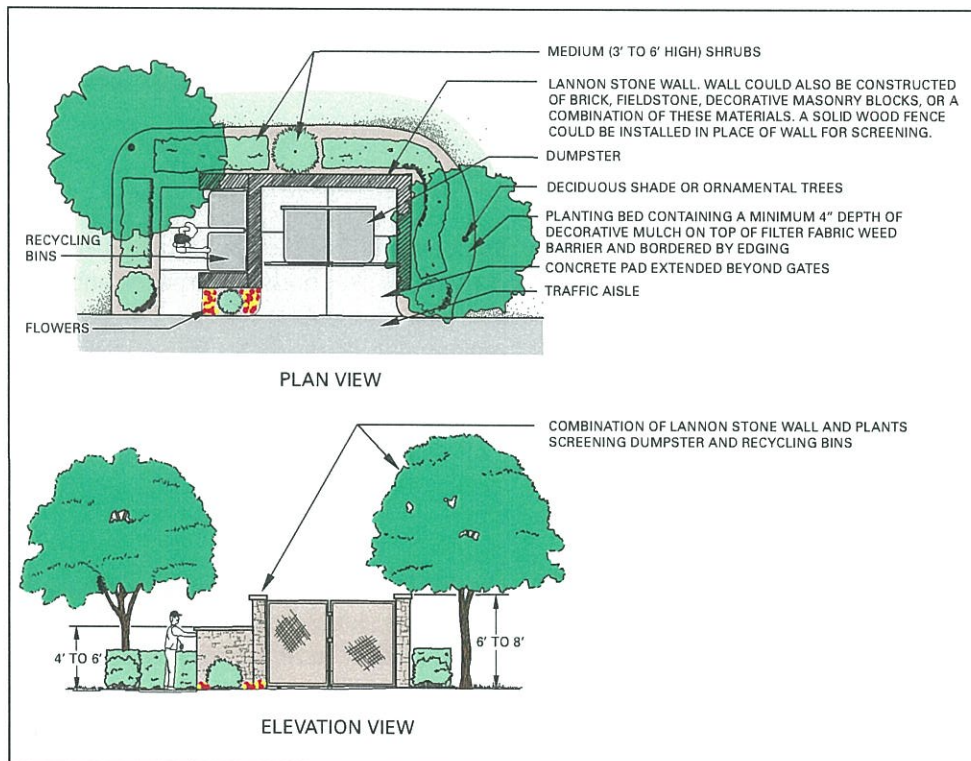 MEDIUM (3' TO 6' HIGH) SHRUBS
LANNON STONE WALL. WALL COULD ALSO BE CONSTRUCTED
OF BRICK, FIELDSTONE, DECORATIVE MASONRY BLOCKS, OR A
COMBINATION OF THESE MATERIALS. A SOLID WOOD FENCE
COULD BE INSTALLED IN PLACE OF WALL FOR SCREENING.
DUMPSTER
DECIDUOUS SHADE OR ORNAMENTAL TREES
PLANTING BED CONTAINING A MINIMUM 4" DEPTH OF
DECORATIVE MULCH ON TOP OF FILTER FABRIC WEED
BARRIER AND BORDERED BY EDGING
CONCRETE PAD EXTENDED BEYOND GATES
TRAFFIC AISLE
RECYCLING
BINS
FLOWERS
PLAN VIEW
COMBINATION OF LANNON STONE WALL AND PLANTS
SCREENING DUMPSTER AND RECYCLING BINS
4' TO 6'
6' TO 8'
ELEVATION VIEW